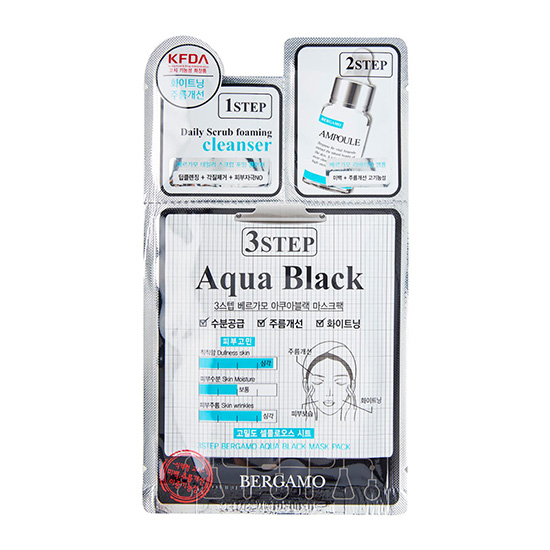 KFDA
화이트닝
주름개선
1STEP
Daily Scrub foaming
cleanser
딥클렌징 + 각질제거 + 피부자극NO
2STEP
BERGAMO
AMPOULE
미백 + 주름개선 고기능성
3STEP
Aqua Black
3스텝 베르가모 아쿠아블랙 마스크팩
수분공급 주름개선 화이트닝
피부고민
칙칙함 Dullness skin
심각
피부수분 Skin Moisture
보통
피부주름 Skin wrinkles
심각
주름개선
화이트닝
피부보습
고밀도 셀룰로오스 시트
3STEP BERGAMO AQUA BLACK MASK PACK
BERGAMO